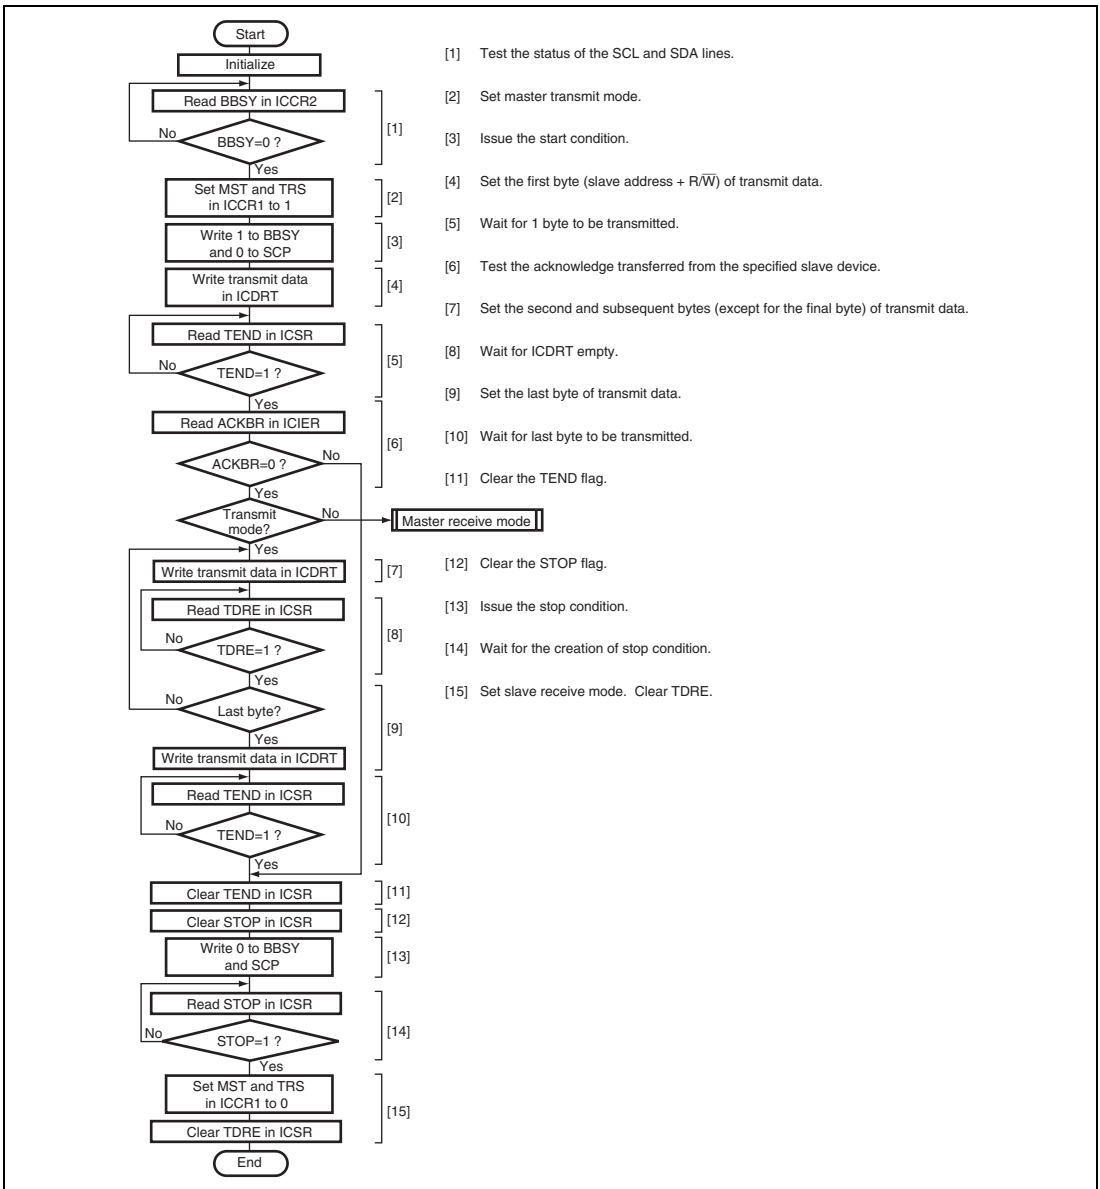 Start
Initialize
Read BBSY in ICCR2
No
BBSY=0 ?
[1]
Yes
Set MST and TRS
in ICCR1 to 1
[2]
Write 1 to BBSY
and 0 to SCP
[3]
Write transmit data
in ICDRT
[4]
Read TEND in ICSR
No
TEND=1 ?
[5]
Yes
Read ACKBR in ICIER
No
ACKBR=0 ?
[6]
Yes
Transmit
mode?
No
Master receive mode
Yes
Write transmit data in ICDRT
[7]
Read TDRE in ICSR
No
TDRE=1 ?
[8]
Yes
No
Last byte?
[9]
Yes
Write transmit data in ICDRT
Read TEND in ICSR
No
TEND=1 ?
[10]
Yes
Clear TEND in ICSR
[11]
Clear STOP in ICSR
[12]
Write 0 to BBSY
and SCP
[13]
Read STOP in ICSR
No
STOP=1 ?
[14]
Yes
Set MST and TRS
in ICCR1 to 0
[15]
Clear TDRE in ICSR
End
[1] Test the status of the SCL and SDA lines.
[2] Set master transmit mode.
[3] Issue the start condition.
[4] Set the first byte (slave address + R/W̅) of transmit data.
[5] Wait for 1 byte to be transmitted.
[6] Test the acknowledge transferred from the specified slave device.
[7] Set the second and subsequent bytes (except for the final byte) of transmit data.
[8] Wait for ICDRT empty.
[9] Set the last byte of transmit data.
[10] Wait for last byte to be transmitted.
[11] Clear the TEND flag.
[12] Clear the STOP flag.
[13] Issue the stop condition.
[14] Wait for the creation of stop condition.
[15] Set slave receive mode. Clear TDRE.